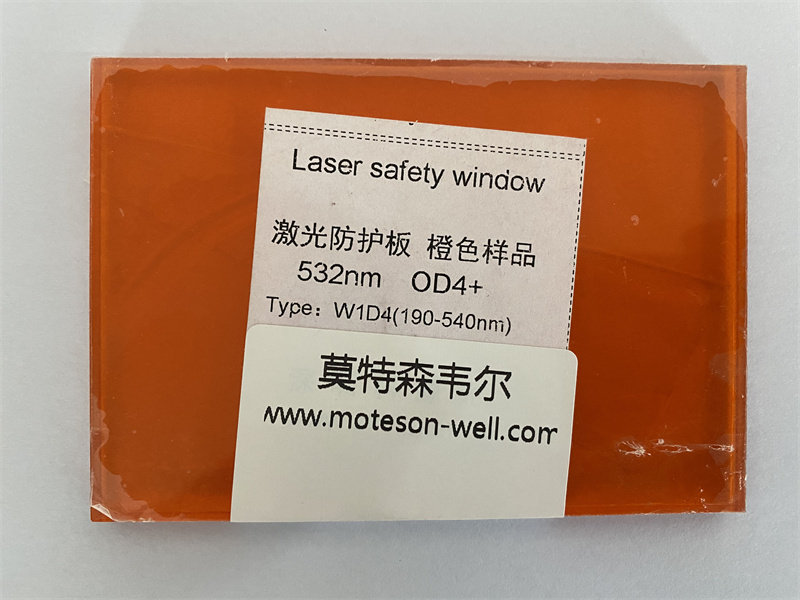 Laser safety window
激光防护板 橙色样品
532nm OD4+
Type: W1D4(190-540nm)
莫特森韦尔
www.moteson-well.com